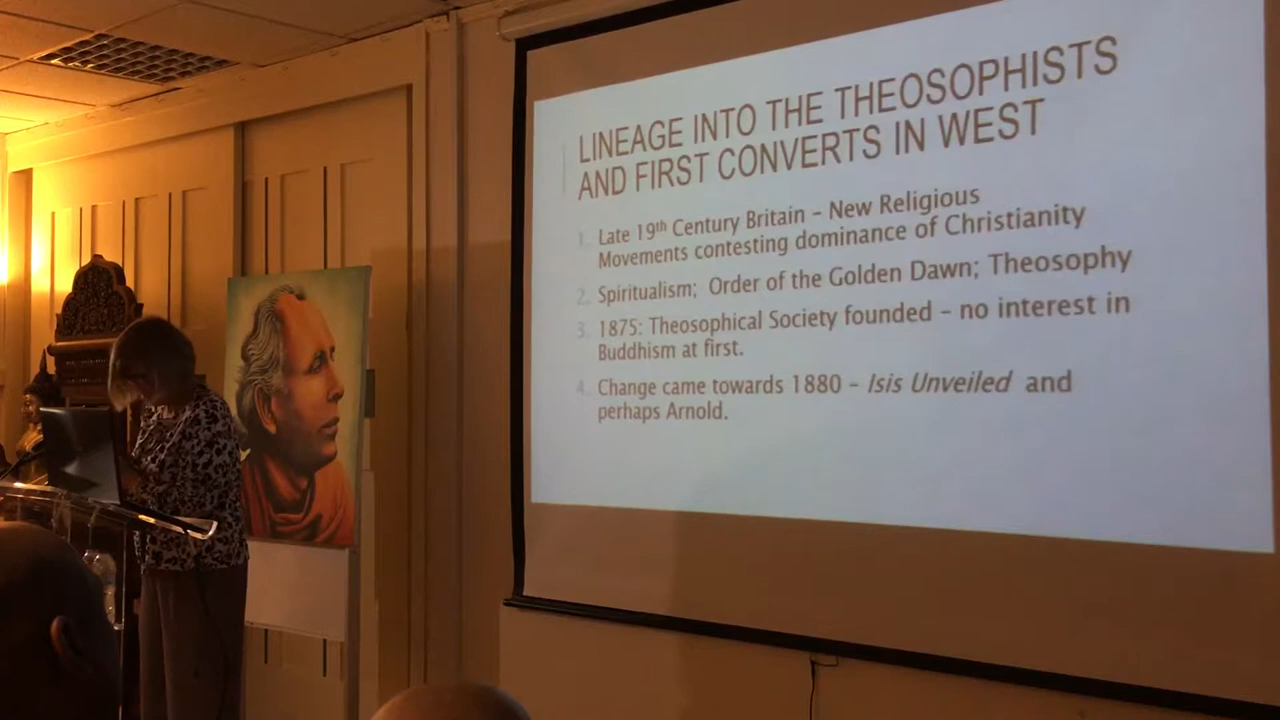 LINEAGE INTO THE THEOSOPHISTS
AND FIRST CONVERTS IN WEST
1. Late 19th Century Britain – New Religious
Movements contesting dominance of Christianity
2. Spiritualism; Order of the Golden Dawn; Theosophy
3. 1875: Theosophical Society founded – no interest in
Buddhism at first.
4. Change came towards 1880 – Isis Unveiled and
perhaps Arnold.